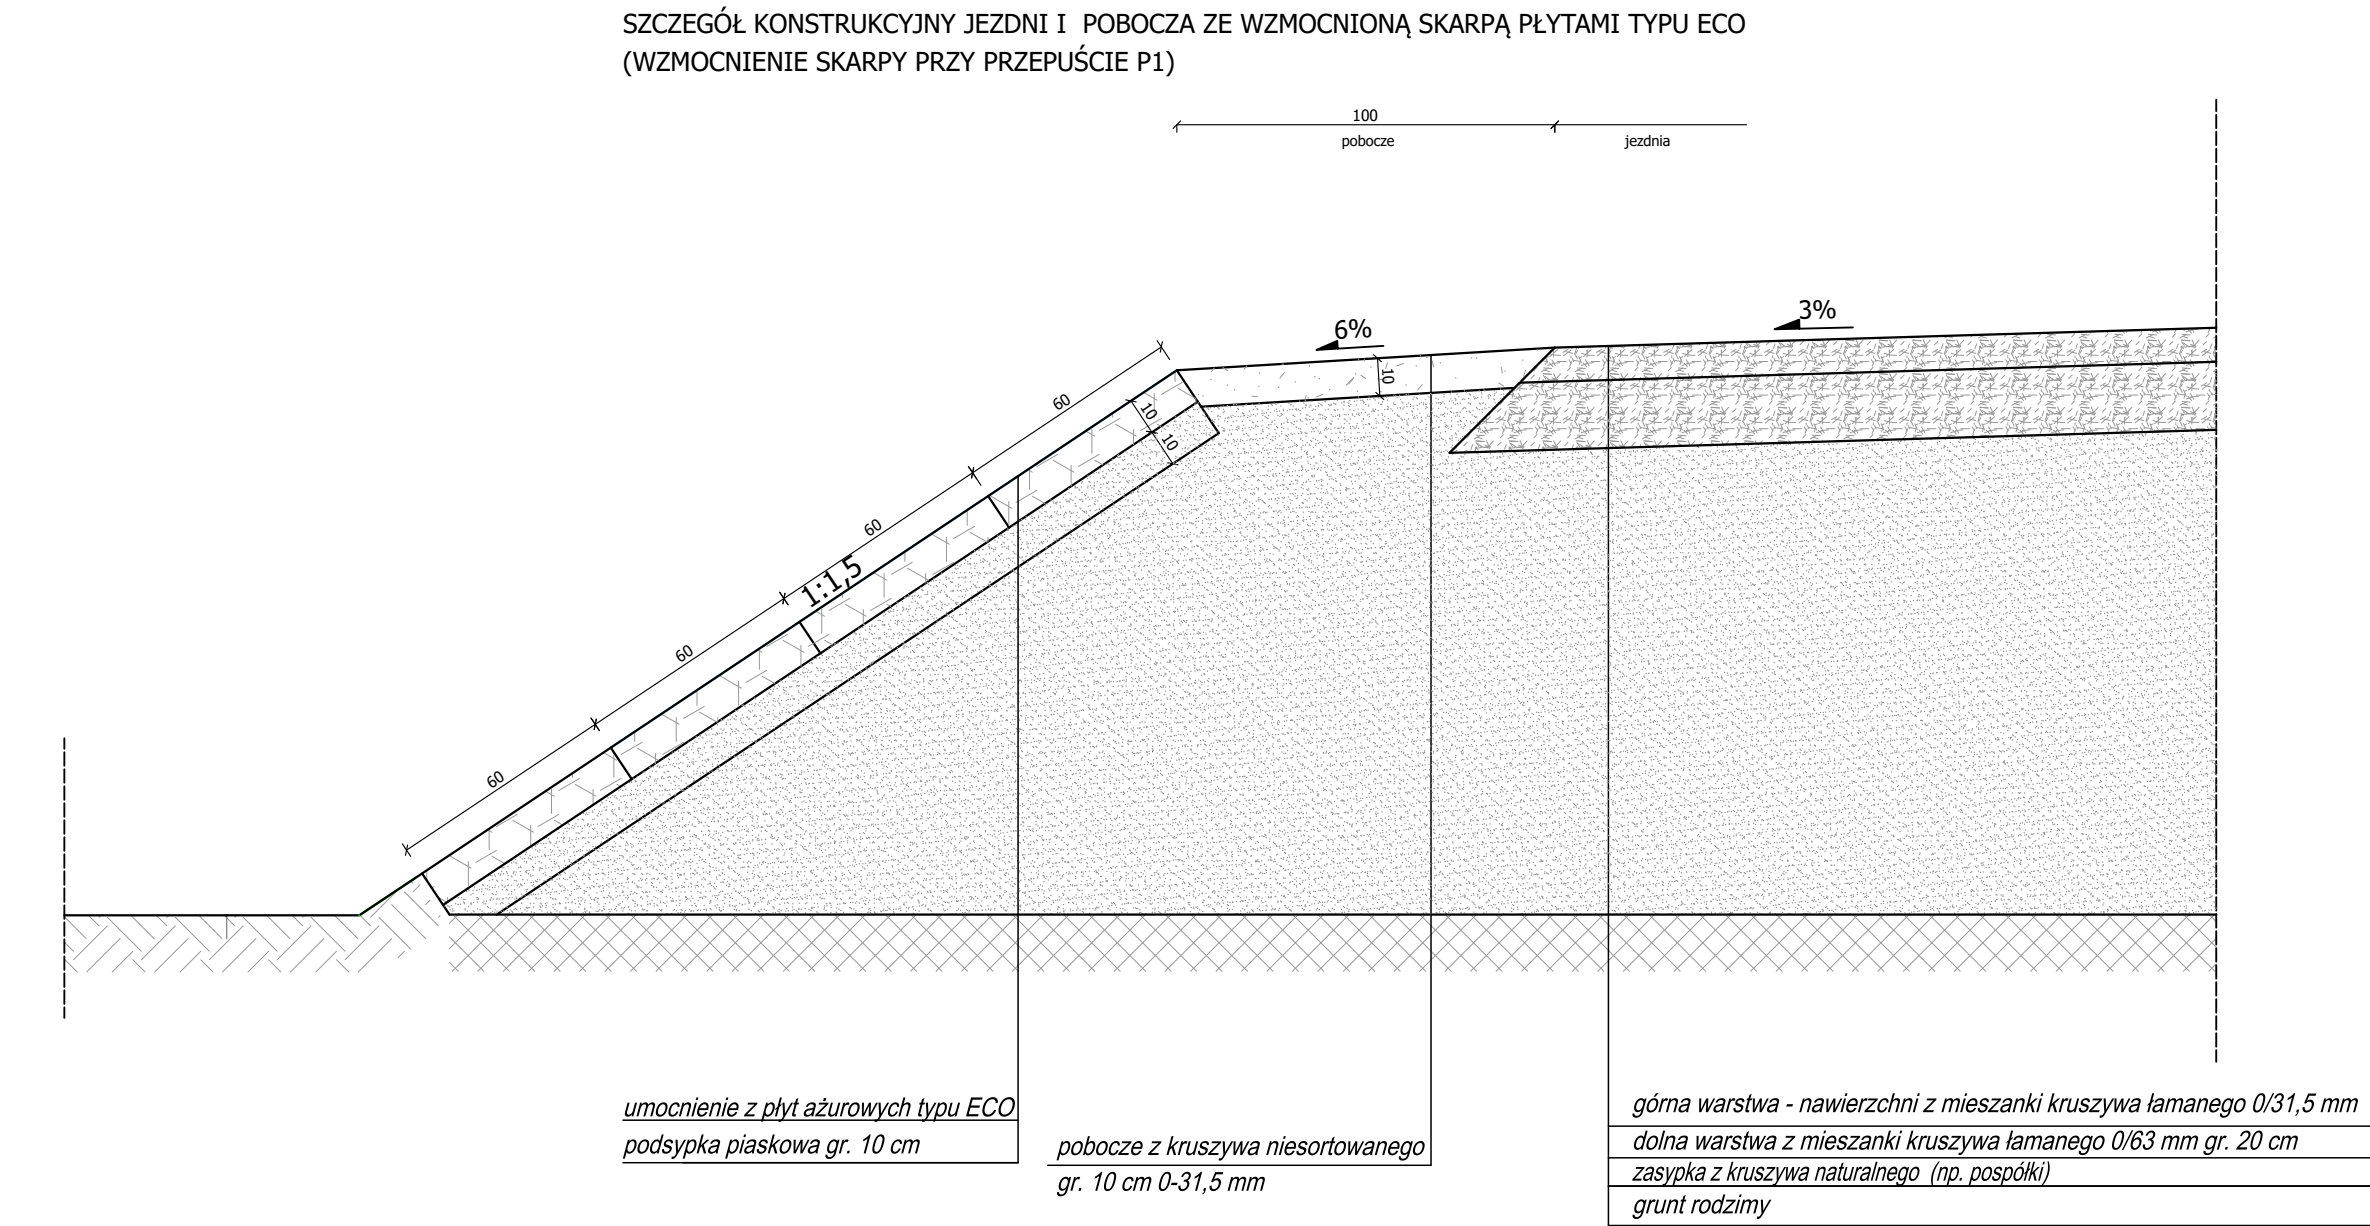 SZCZEGÓŁ KONSTRUKCYJNY JEZDNI I POBOCZA ZE WZMOCNIONĄ SKARPĄ PŁYTAMI TYPU ECO
(WZMOCNIENIE SKARPY PRZY PRZEPUŚCIE P1)
100
pobocze
jezdnia
3%
6%
10
60
10
10
60
1:1,5
60
60
umocnienie z płyt ażurowych typu ECO
podsypka piaskowa gr. 10 cm
pobocze z kruszywa niesortowanego
gr. 10 cm 0-31,5 mm
górna warstwa - nawierzchni z mieszanki kruszywa łamanego 0/31,5 mm
dolna warstwa z mieszanki kruszywa łamanego 0/63 mm gr. 20 cm
zasypka z kruszywa naturalnego (np. pospółki)
grunt rodzimy